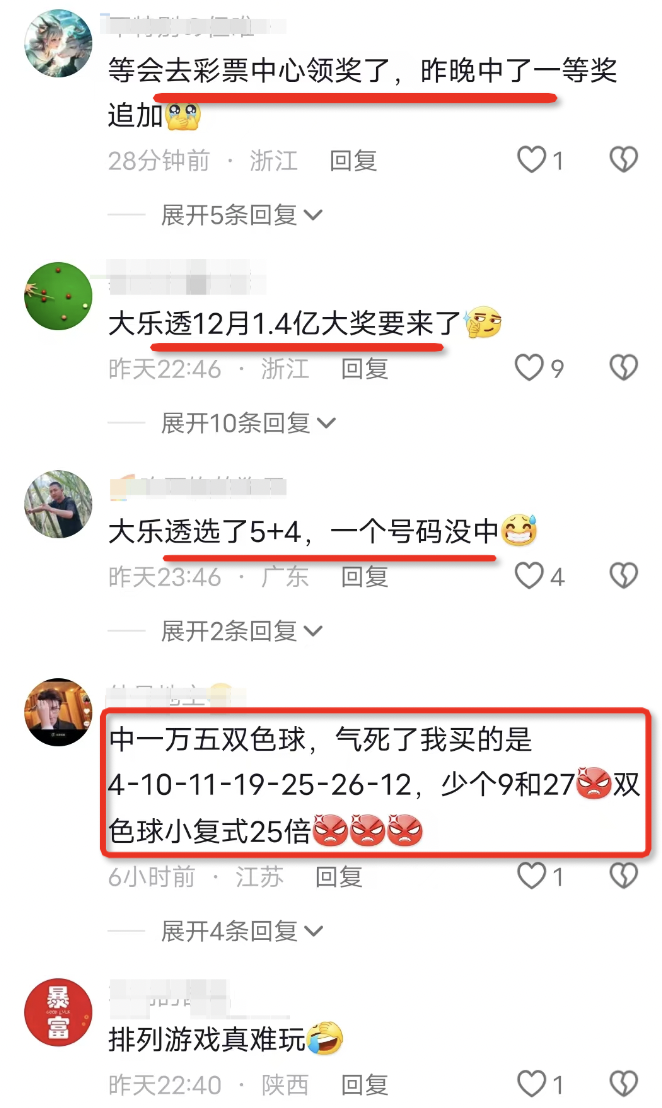 等会去彩票中心领奖了，昨晚中了一等奖
追加
28分钟前 · 浙江 回复 1
展开5条回复
大乐透12月1.4亿大奖要来了
昨天22:46 · 浙江 回复 9
展开10条回复
大乐透选了5+4，一个号码没中
昨天23:46 · 广东 回复 4
展开2条回复
中一万五双色球，气死了我买的是
4-10-11-19-25-26-12，少个9和27双
色球小复式25倍
6小时前 · 江苏 回复 1
展开4条回复
暴富
排列游戏真难玩
昨天22:40 · 陕西 回复 1